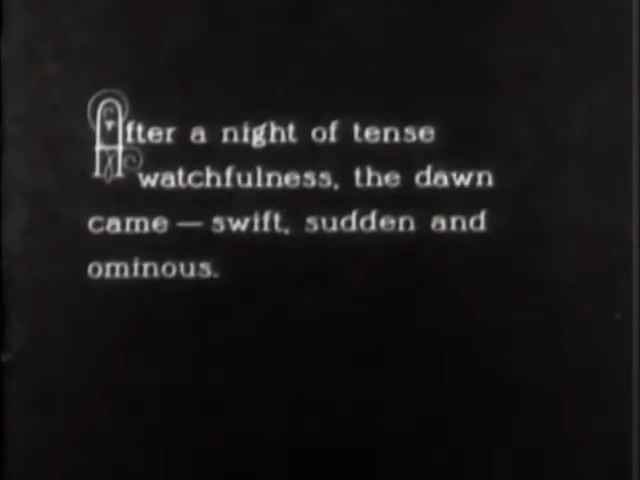 After a night of tense
watchfulness, the dawn
came — swift, sudden and
ominous.